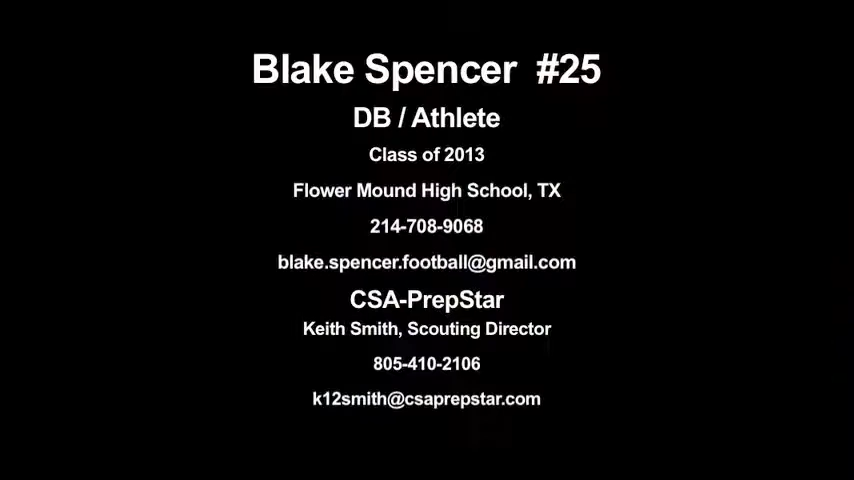 Blake Spencer #25
DB / Athlete
Class of 2013
Flower Mound High School, TX
214-708-9068
blake.spencer.football@gmail.com
CSA-PrepStar
Keith Smith, Scouting Director
805-410-2106
k12smith@csaprepstar.com